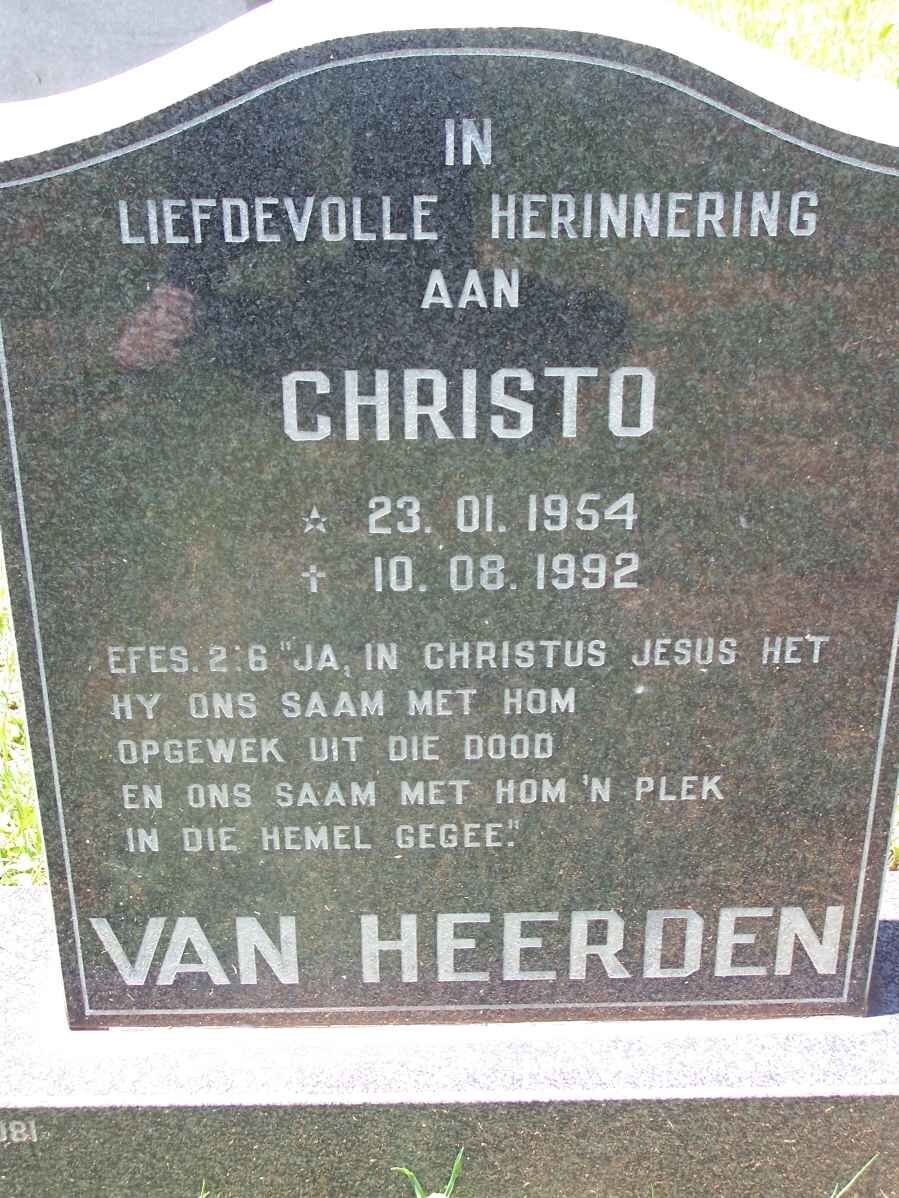 IN
LIEFDEVOLLE HERINNERING
AAN
CHRISTO
☆ 23. 01. 1954
† 10. 08. 1992
EFES. 2:6 "JA, IN CHRISTUS JESUS HET
HY ONS SAAM MET HOM
OPGEWEK UIT DIE DOOD
EN ONS SAAM MET HOM 'N PLEK
IN DIE HEMEL GEGEE."
VAN HEERDEN